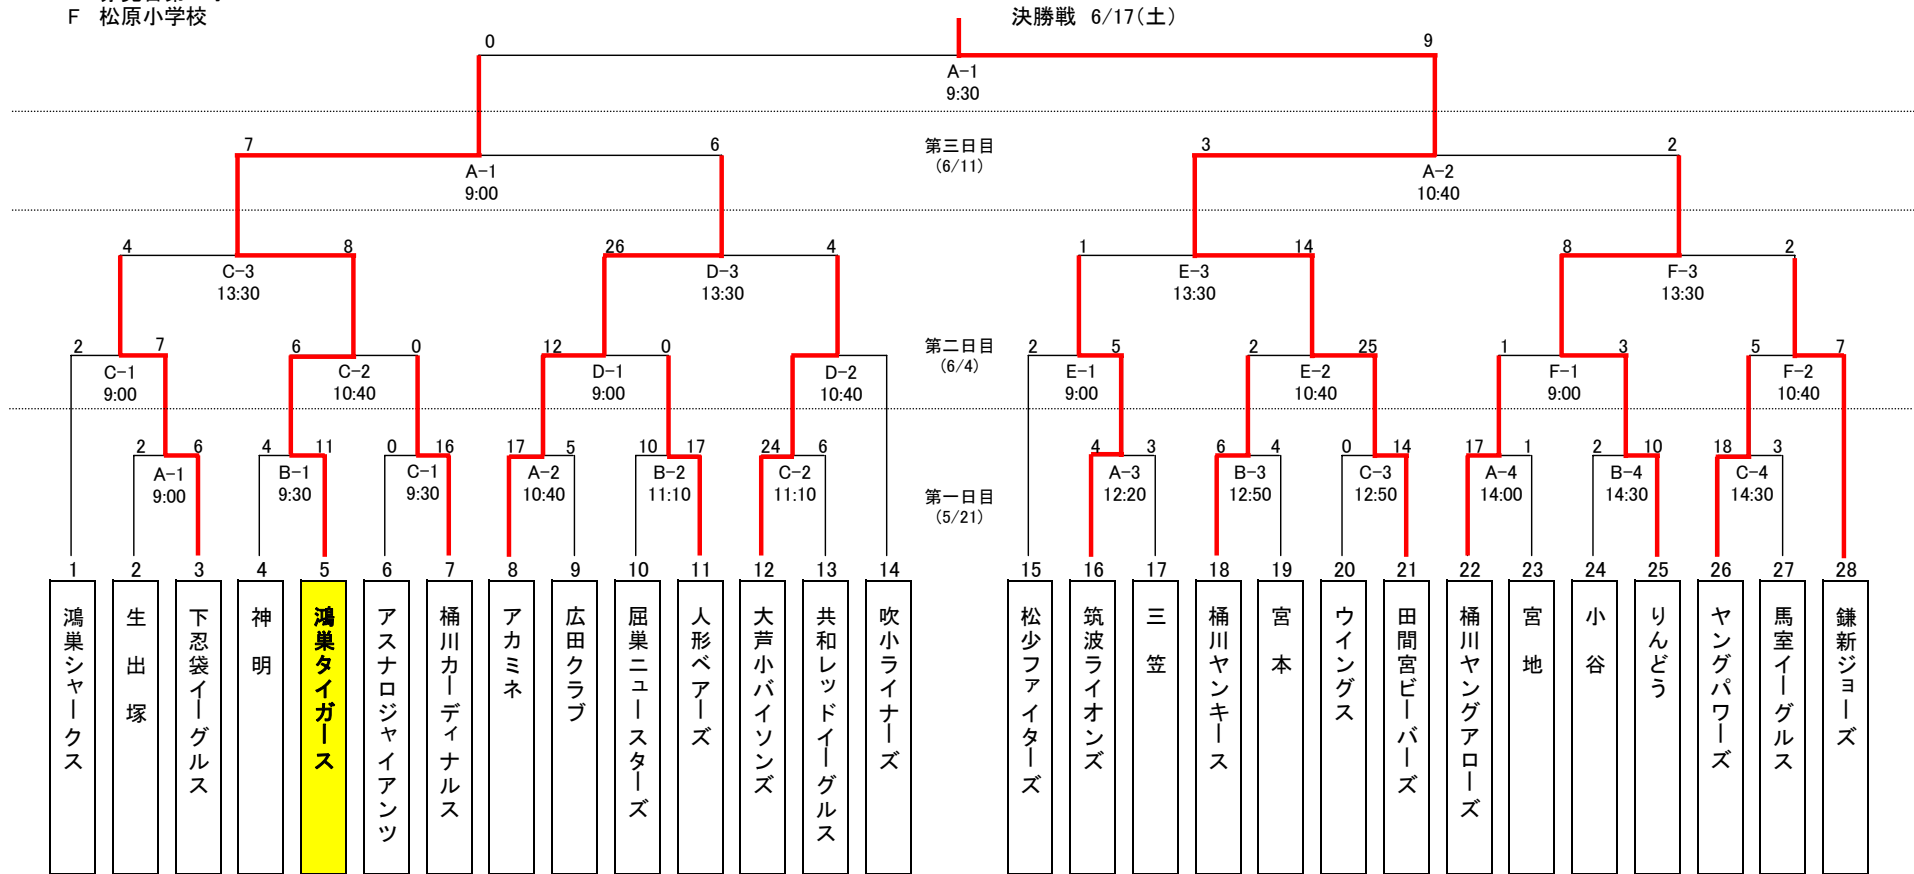 F 松原小学校
決勝戦 6/17(土)
0 9
A-1
9:30
7 6 第三日目 3 2
(6/11)
A-1 A-2
9:00 10:40
4 8 26 4 1 14 8 2
C-3 D-3 E-3 F-3
13:30 13:30 13:30 13:30
2 7 6 0 12 0 第二日目 2 5 2 25 1 3 5 7
(6/4)
C-1 C-2 D-1 D-2 E-1 E-2 F-1 F-2
9:00 10:40 9:00 10:40 9:00 10:40 9:00 10:40
2 6 4 11 0 16 17 5 10 17 24 6 4 3 6 4 0 14 17 1 2 10 18 3
A-1 B-1 C-1 A-2 B-2 C-2 A-3 B-3 C-3 A-4 B-4 C-4
9:00 9:30 9:30 10:40 11:10 11:10 12:20 12:50 12:50 14:00 14:30 14:30
第一日目
(5/21)
1 2 3 4 5 6 7 8 9 10 11 12 13 14 15 16 17 18 19 20 21 22 23 24 25 26 27 28
鴻巣シャークス
生出塚
下忍袋イーグルス
神明
鴻巣タイガース
アスナロジャイアンツ
桶川カーディナルス
アカミネ
広田クラブ
屈巣ニュースターズ
人形ベアーズ
大芦小バイソンズ
共和レッドイーグルス
吹小ライナーズ
松少ファイターズ
筑波ライオンズ
三笠
桶川ヤンキース
宮本
ウイングス
田間宮ビーバーズ
桶川ヤングアローズ
宮地
小谷
りんどう
ヤングパワーズ
馬室イーグルス
鎌新ジョーズ